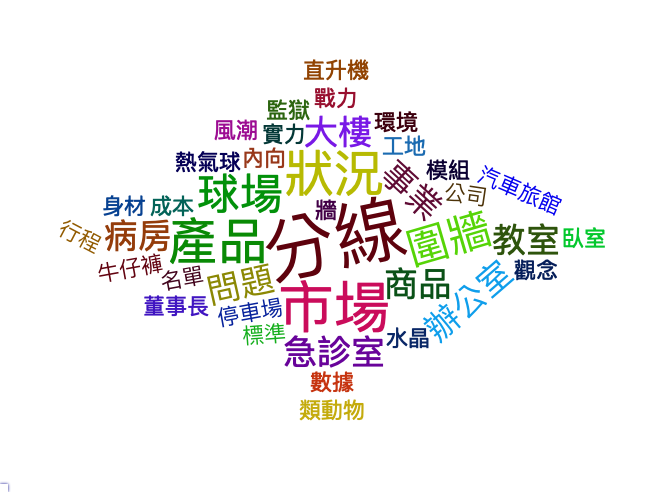 直升機
戰力
監獄
風潮
實力
大樓
環境
工地
熱氣球
內向
狀況
事業
模組
汽車旅館
公司
身材
成本
球場
牆
分線
圍牆
教室
臥室
行程
病房
產品
牛仔褲
名單
問題
商品
辦公室
觀念
董事長
停車場
市場
標準
急診室
水晶
數據
類動物